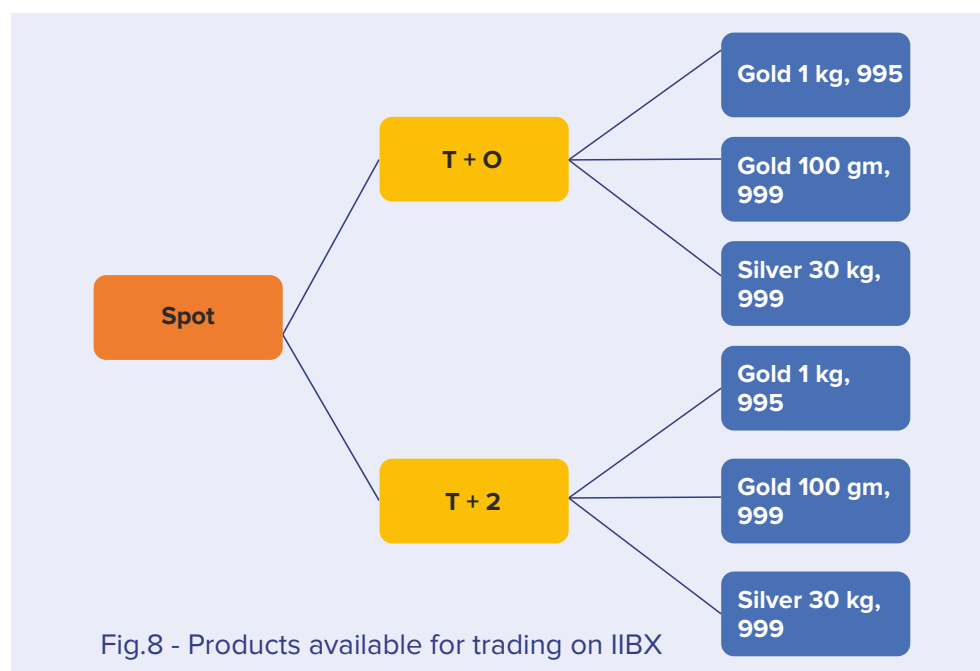 Spot
T + O
Gold 1 kg, 995
Gold 100 gm,
999
Silver 30 kg,
999
T + 2
Gold 1 kg,
995
Gold 100 gm,
999
Silver 30 kg,
999
Fig.8 - Products available for trading on IIBX